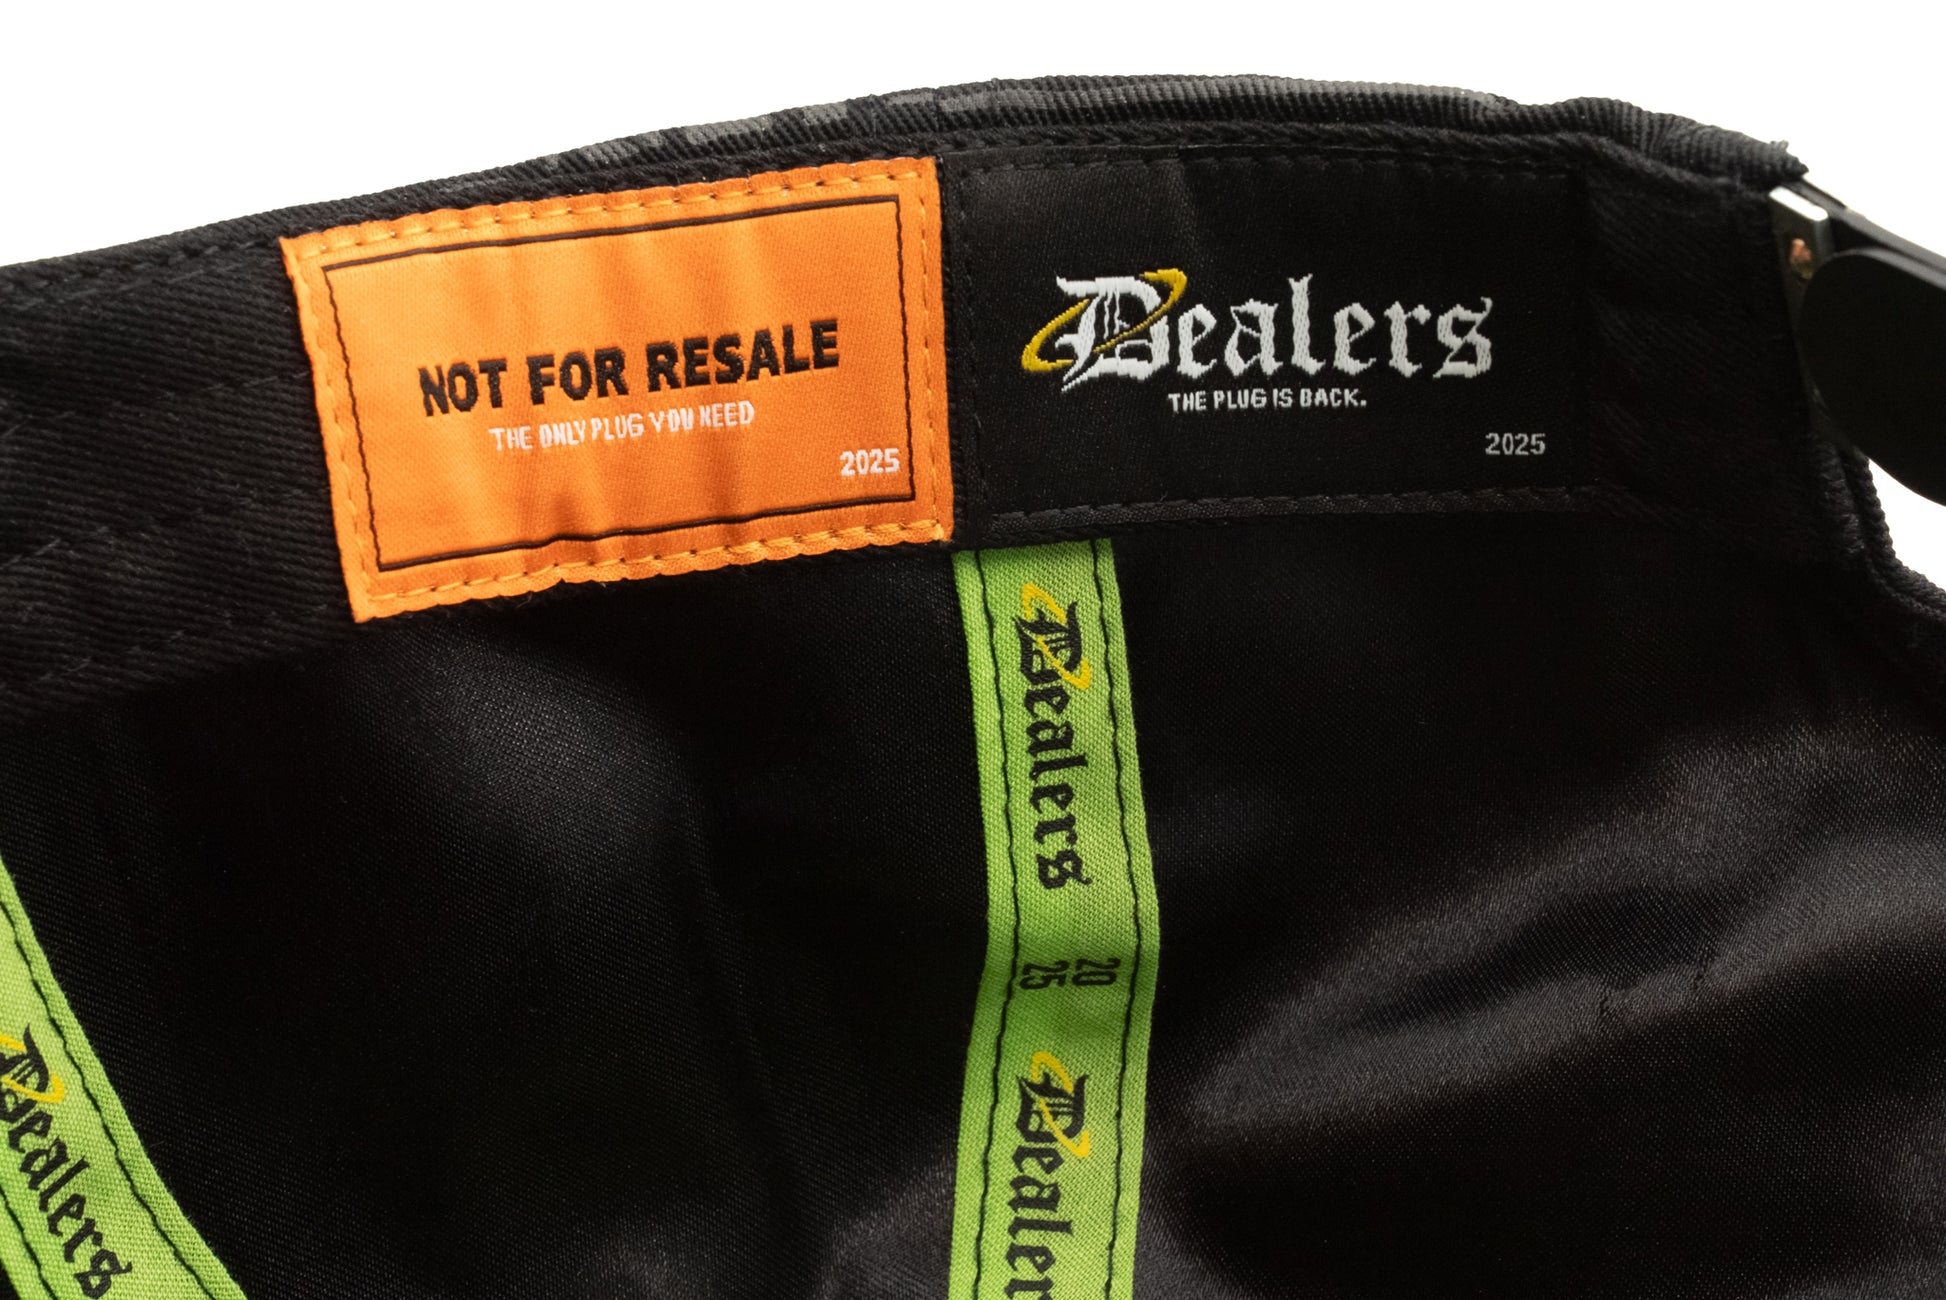 NOT FOR RESALE
THE ONLY PLUG YOU NEED
2025
Dealers
THE PLUG IS BACK.
2025
Dealers
20
25
Dealer
Dealers